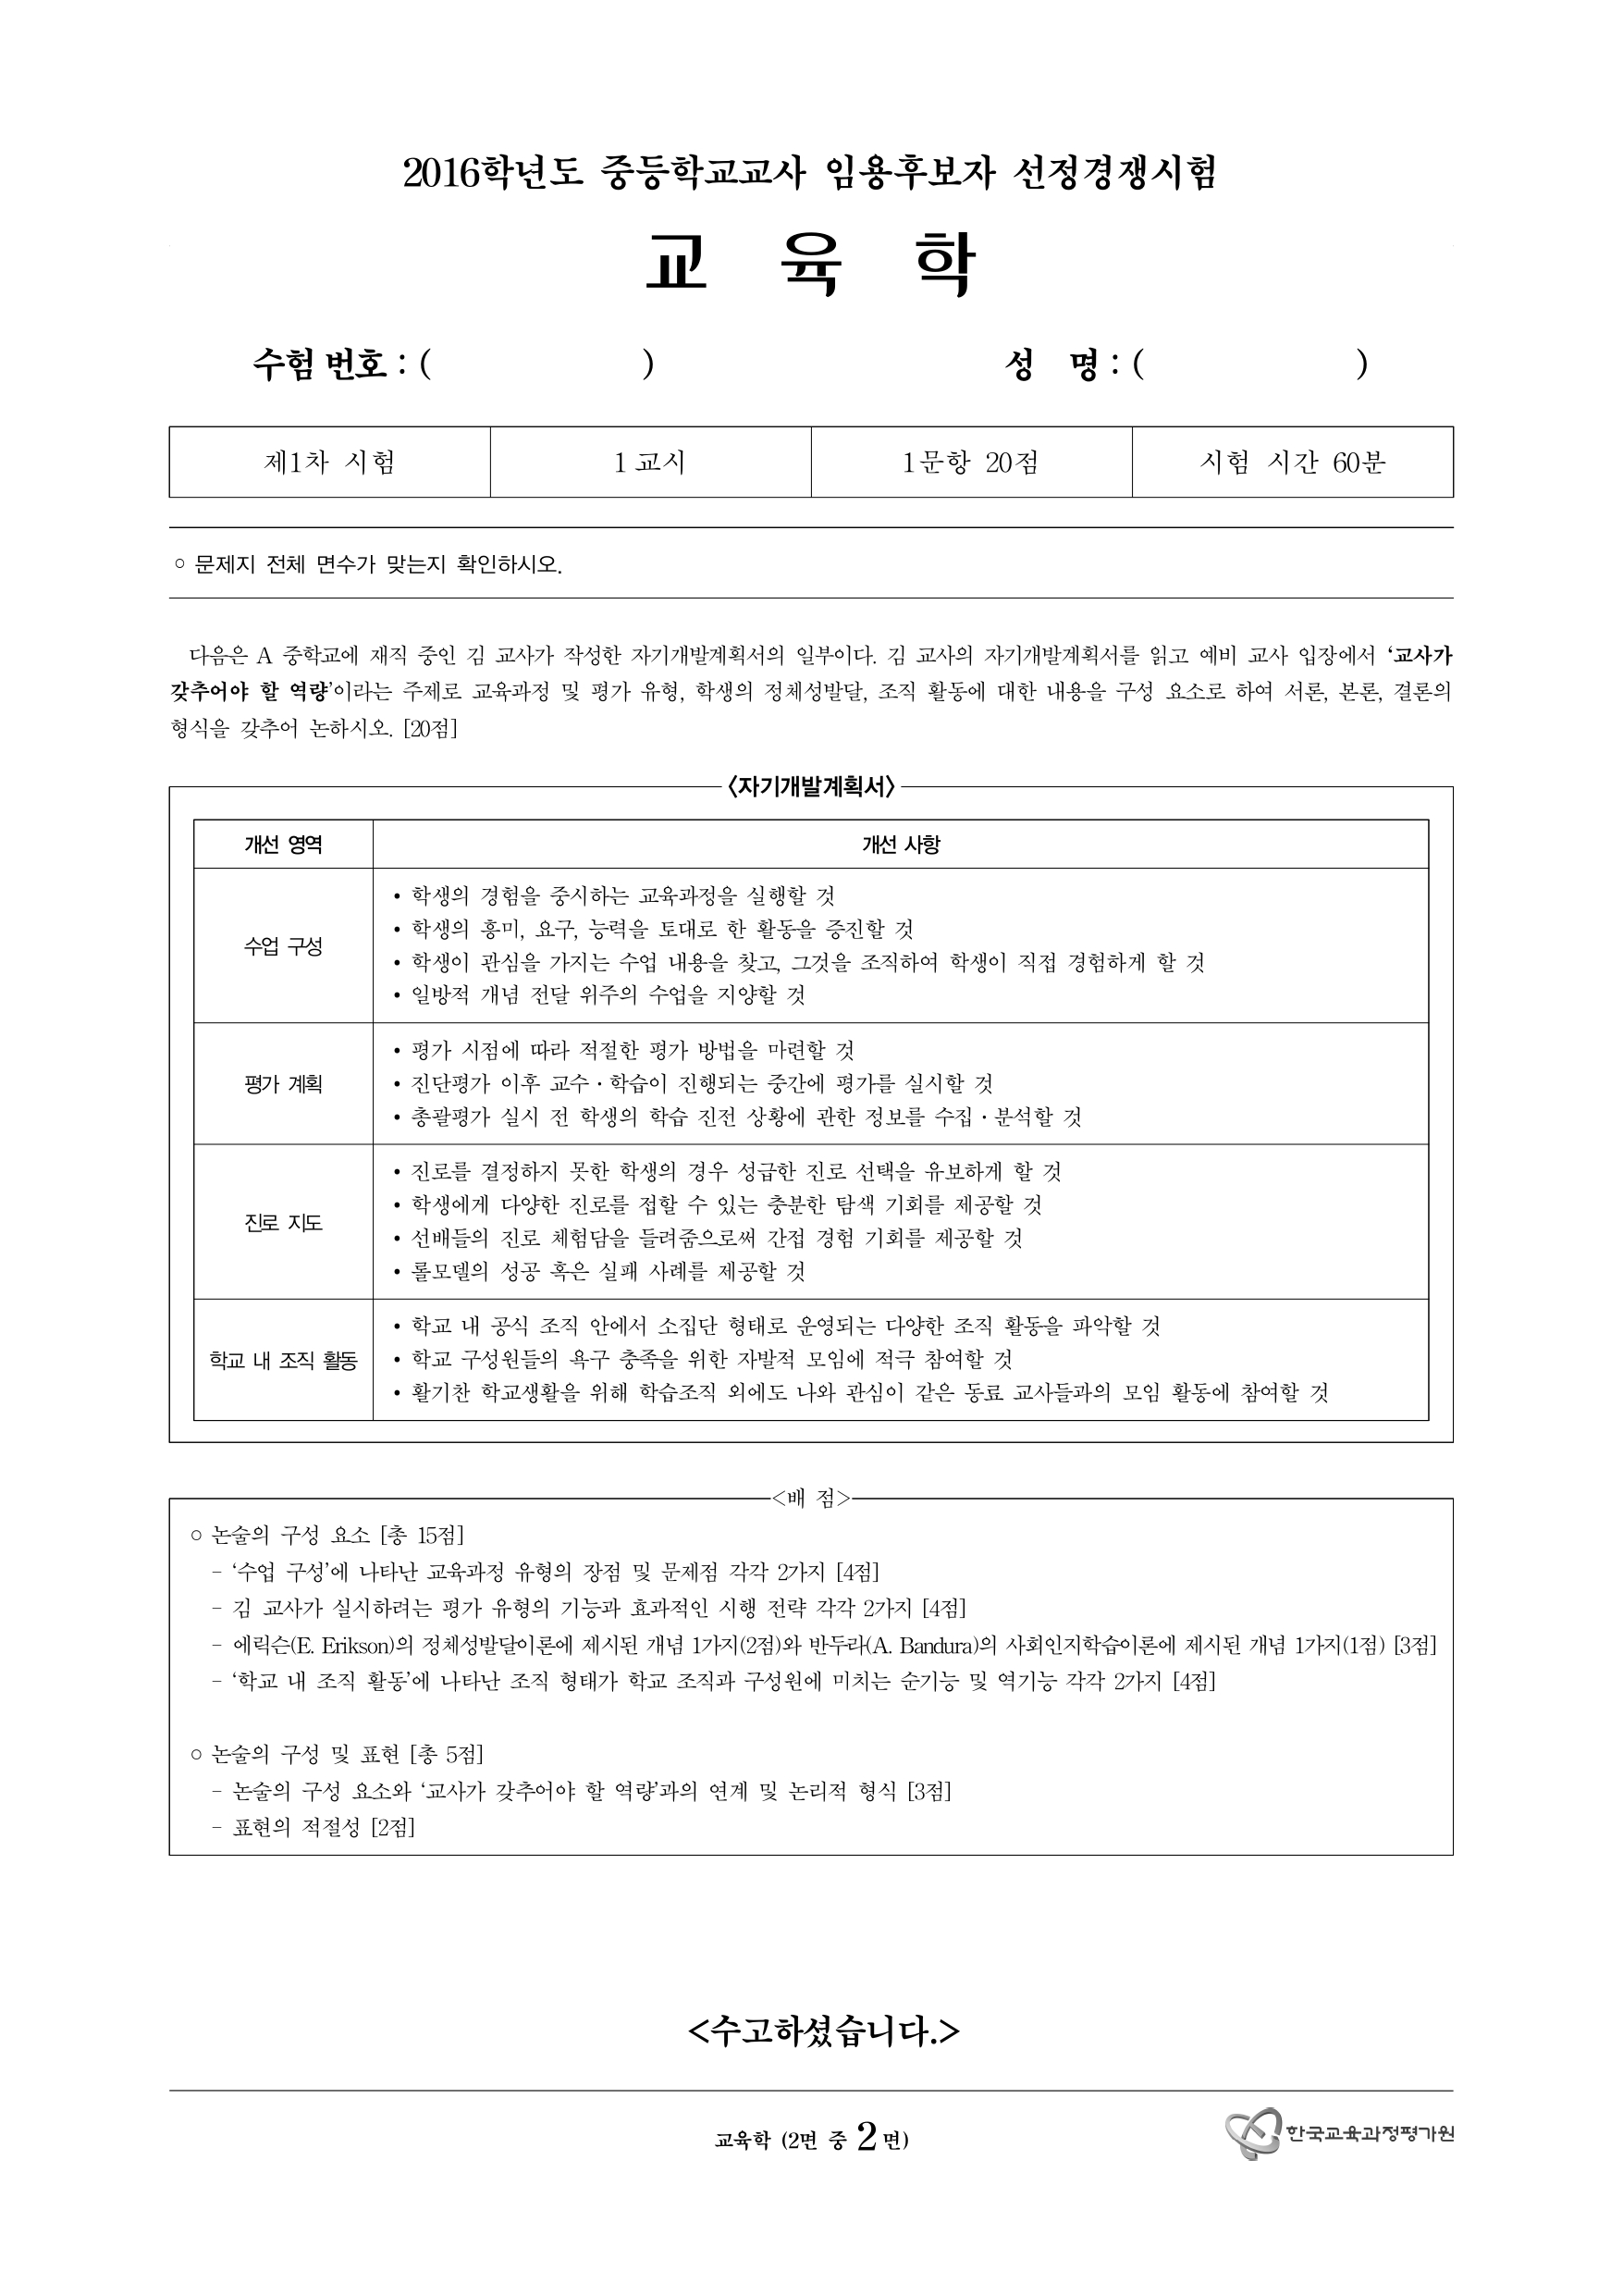 2016학년도 중등학교교사 임용후보자 선정경쟁시험
교 육 학
수험 번호 : ( ) 성 명 : ( )
제1차 시험 1 교시 1문항 20점 시험 시간 60분
○ 문제지 전체 면수가 맞는지 확인하시오.
다음은 A 중학교에 재직 중인 김 교사가 작성한 자기개발계획서의 일부이다. 김 교사의 자기개발계획서를 읽고 예비 교사 입장에서 ‘교사가
갖추어야 할 역량’이라는 주제로 교육과정 및 평가 유형, 학생의 정체성발달, 조직 활동에 대한 내용을 구성 요소로 하여 서론, 본론, 결론의
형식을 갖추어 논하시오. [20점]
〈자기개발계획서〉
개선 영역 개선 사항
수업 구성
• 학생의 경험을 중시하는 교육과정을 실행할 것
• 학생의 흥미, 요구, 능력을 토대로 한 활동을 증진할 것
• 학생이 관심을 가지는 수업 내용을 찾고, 그것을 조직하여 학생이 직접 경험하게 할 것
• 일방적 개념 전달 위주의 수업을 지양할 것
평가 계획
• 평가 시점에 따라 적절한 평가 방법을 마련할 것
• 진단평가 이후 교수·학습이 진행되는 중간에 평가를 실시할 것
• 총괄평가 실시 전 학생의 학습 진전 상황에 관한 정보를 수집·분석할 것
진로 지도
• 진로를 결정하지 못한 학생의 경우 성급한 진로 선택을 유보하게 할 것
• 학생에게 다양한 진로를 접할 수 있는 충분한 탐색 기회를 제공할 것
• 선배들의 진로 체험담을 들려줌으로써 간접 경험 기회를 제공할 것
• 롤모델의 성공 혹은 실패 사례를 제공할 것
학교 내 조직 활동
• 학교 내 공식 조직 안에서 소집단 형태로 운영되는 다양한 조직 활동을 파악할 것
• 학교 구성원들의 욕구 충족을 위한 자발적 모임에 적극 참여할 것
• 활기찬 학교생활을 위해 학습조직 외에도 나와 관심이 같은 동료 교사들과의 모임 활동에 참여할 것
<배 점>
○ 논술의 구성 요소 [총 15점]
- ‘수업 구성’에 나타난 교육과정 유형의 장점 및 문제점 각각 2가지 [4점]
- 김 교사가 실시하려는 평가 유형의 기능과 효과적인 시행 전략 각각 2가지 [4점]
- 에릭슨(E. Erikson)의 정체성발달이론에 제시된 개념 1가지(2점)와 반두라(A. Bandura)의 사회인지학습이론에 제시된 개념 1가지(1점) [3점]
- ‘학교 내 조직 활동’에 나타난 조직 형태가 학교 조직과 구성원에 미치는 순기능 및 역기능 각각 2가지 [4점]
○ 논술의 구성 및 표현 [총 5점]
- 논술의 구성 요소와 ‘교사가 갖추어야 할 역량’과의 연계 및 논리적 형식 [3점]
- 표현의 적절성 [2점]
<수고하셨습니다.>
교육학 (2면 중 2 면)
한국교육과정평가원